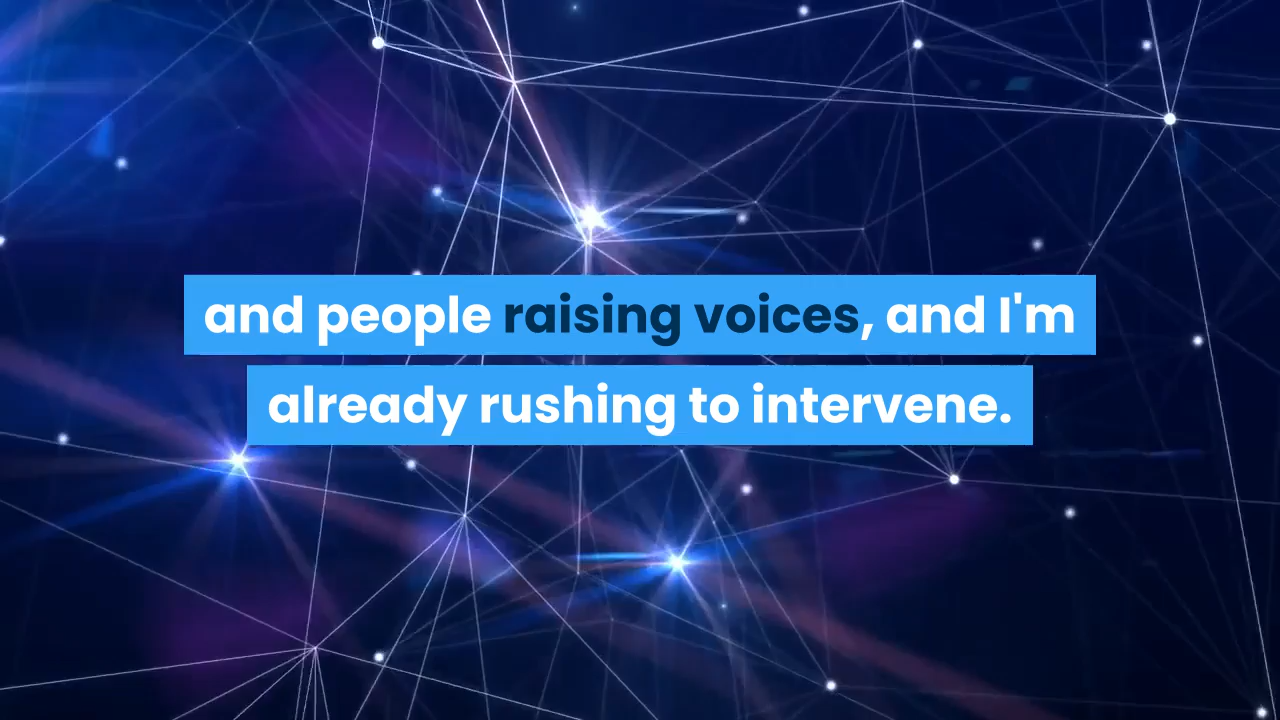 and people raising voices, and I'm
already rushing to intervene.